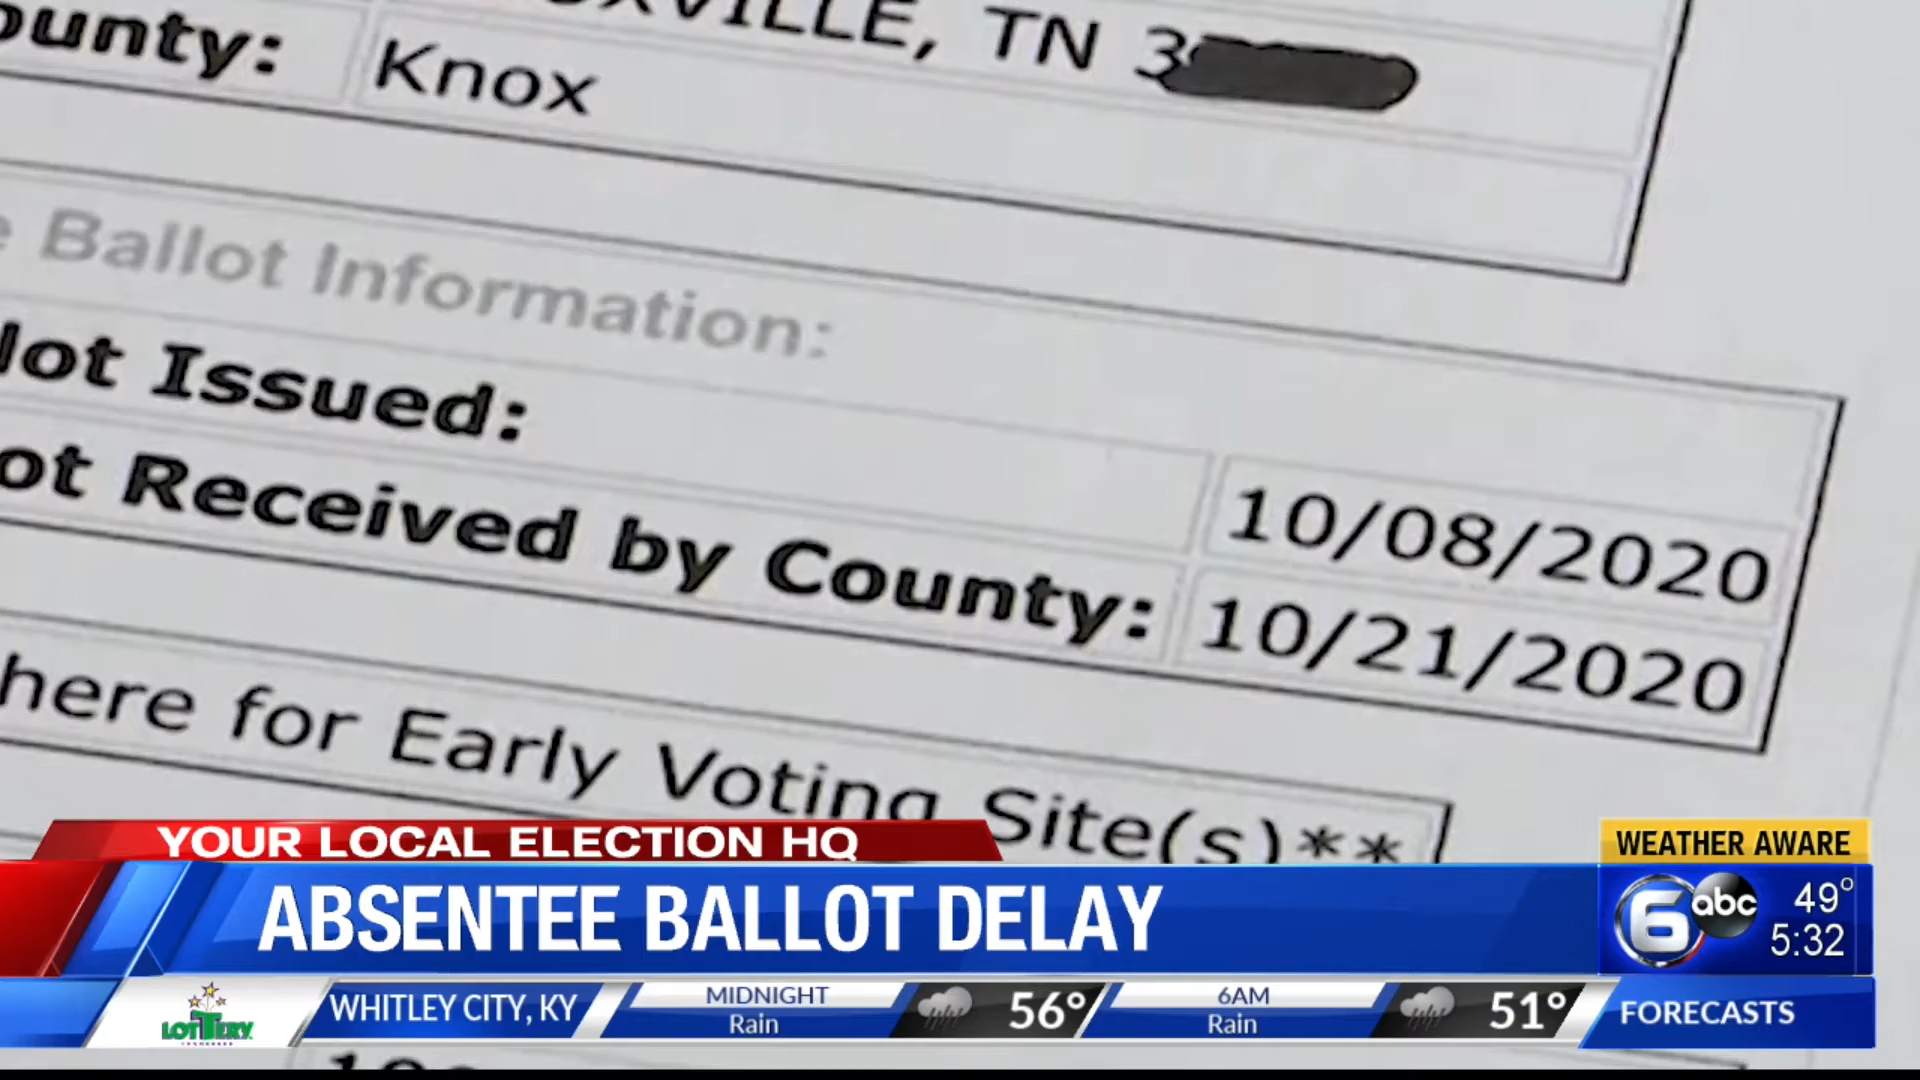 ounty: Knox
OXVILLE, TN 3
e Ballot Information:
lot Issued: 10/08/2020
ot Received by County: 10/21/2020
here for Early Voting Site(s)**
YOUR LOCAL ELECTION HQ
ABSENTEE BALLOT DELAY
WEATHER AWARE
6 abc 49°
5:32
LOTTERY
WHITLEY CITY, KY
MIDNIGHT
Rain
56°
6AM
Rain
51°
FORECASTS